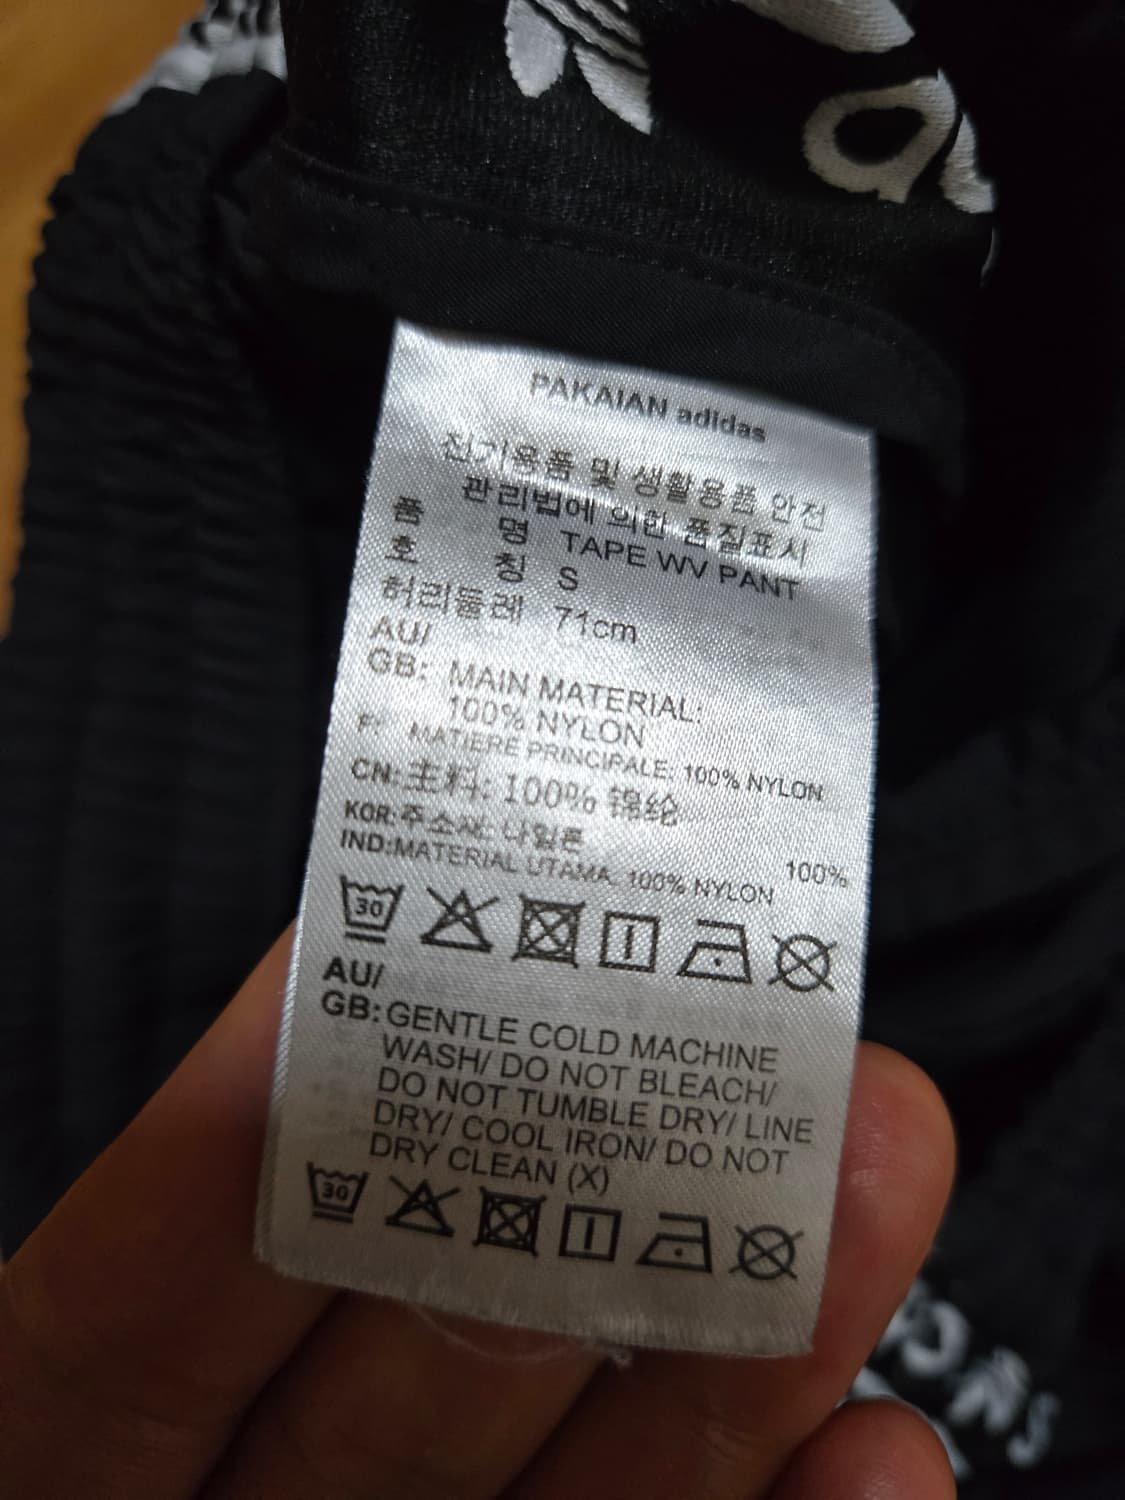 PAKAIAN adidas
전기용품 및 생활용품 안전
관리법에 의한 품질표시
품 명 TAPE WV PANT
호 칭 S
허리둘레 71cm
AU/
GB: MAIN MATERIAL:
100% NYLON
F: MATIERE PRINCIPALE: 100% NYLON
CN:主料: 100% 锦纶
KOR:주소재: 나일론 100%
IND:MATERIAL UTAMA: 100% NYLON
30
AU/
GB:GENTLE COLD MACHINE
WASH/ DO NOT BLEACH/
DO NOT TUMBLE DRY/ LINE
DRY/ COOL IRON/ DO NOT
DRY CLEAN (X)
30